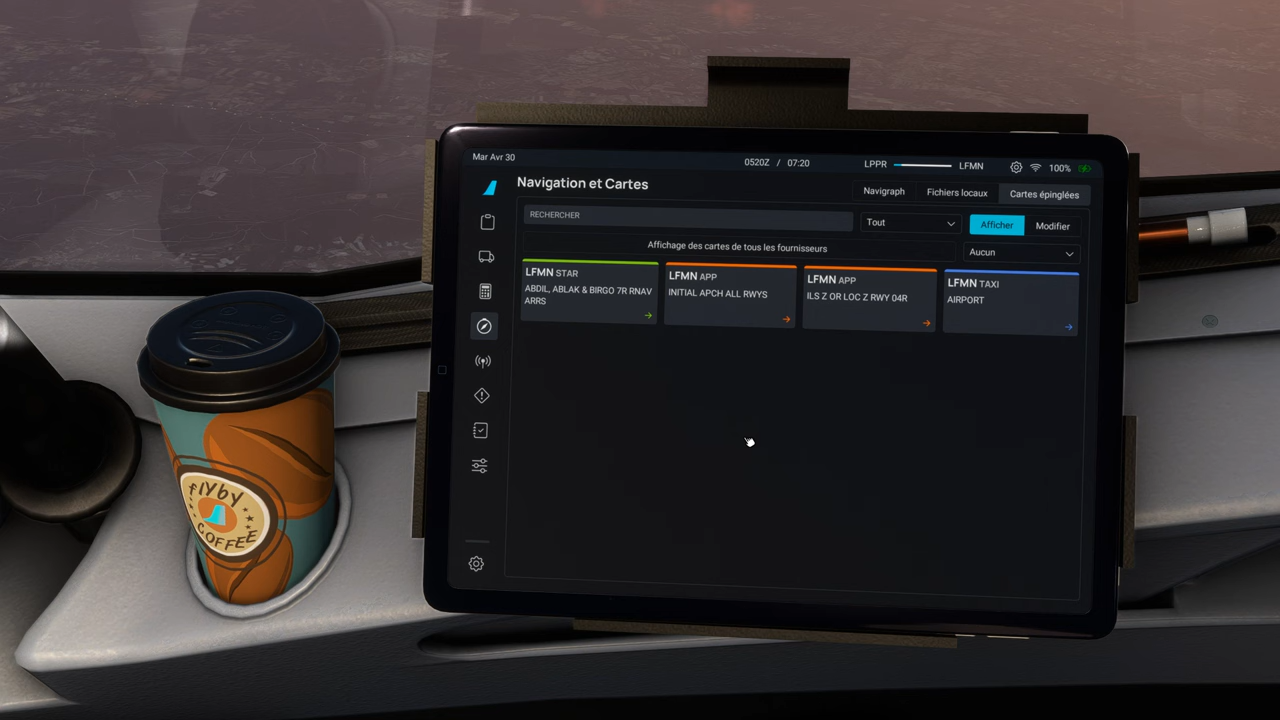 Mar Avr 30
0520Z / 07:20
LPPR
LFMN
100%
Navigation et Cartes
Navigraph
Fichiers locaux
Cartes épinglées
RECHERCHER
Tout
Afficher
Modifier
Affichage des cartes de tous les fournisseurs
Aucun
LFMN STAR
ABDIL, ABLAK & BIRGO 7R RNAV
ARRS
LFMN APP
INITIAL APCH ALL RWYS
LFMN APP
ILS Z OR LOC Z RWY 04R
LFMN TAXI
AIRPORT
flyby
COFFEE